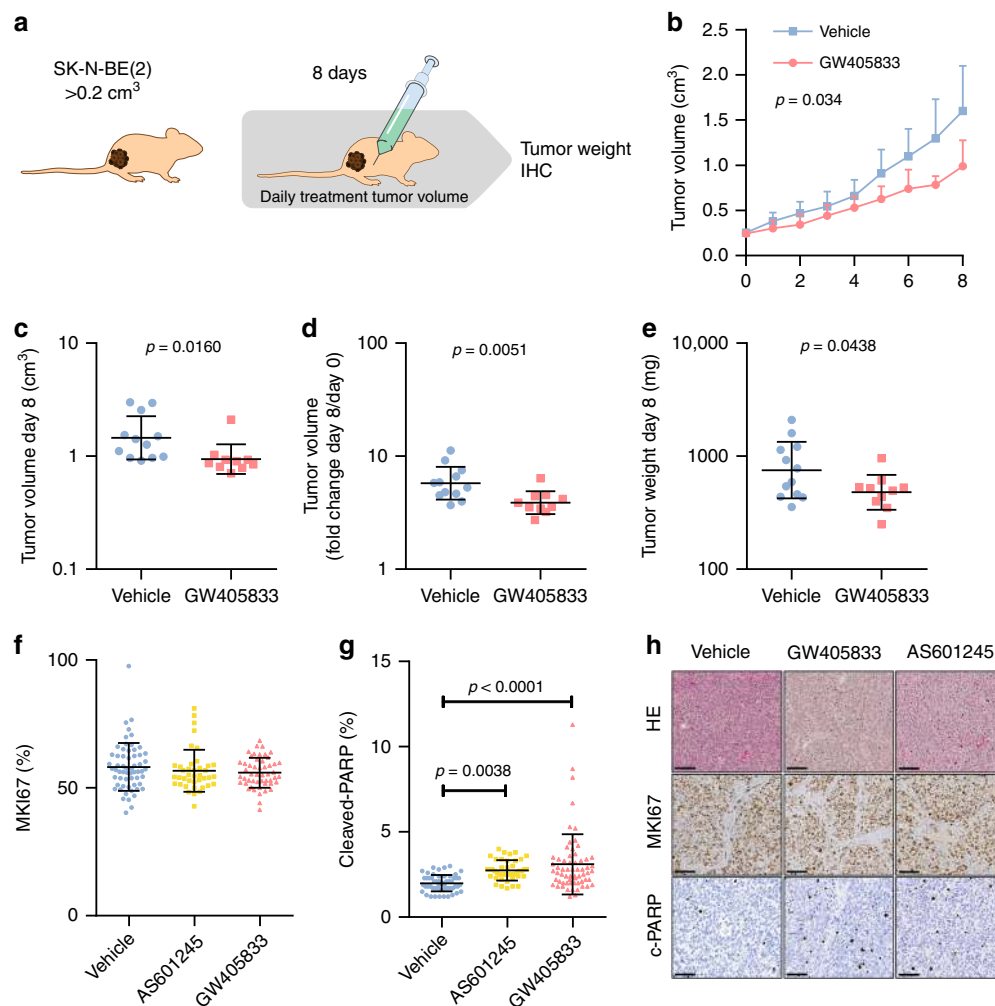 a
SK-N-BE(2)
>0.2 cm³
8 days
Daily treatment tumor volume
Tumor weight
IHC
b
Tumor volume (cm³)
2.5
2.0
1.5
1.0
0.5
0.0
0 2 4 6 8
Vehicle
GW405833
p = 0.034
c
Tumor volume day 8 (cm³)
10
1
0.1
p = 0.0160
Vehicle GW405833
d
Tumor volume
(fold change day 8/day 0)
100
10
1
p = 0.0051
Vehicle GW405833
e
Tumor weight day 8 (mg)
10,000
1000
100
p = 0.0438
Vehicle GW405833
f
MKI67 (%)
100
50
0
Vehicle
AS601245
GW405833
g
Cleaved-PARP (%)
15
10
5
0
p < 0.0001
p = 0.0038
Vehicle
AS601245
GW405833
h
Vehicle GW405833 AS601245
HE
MKI67
c-PARP